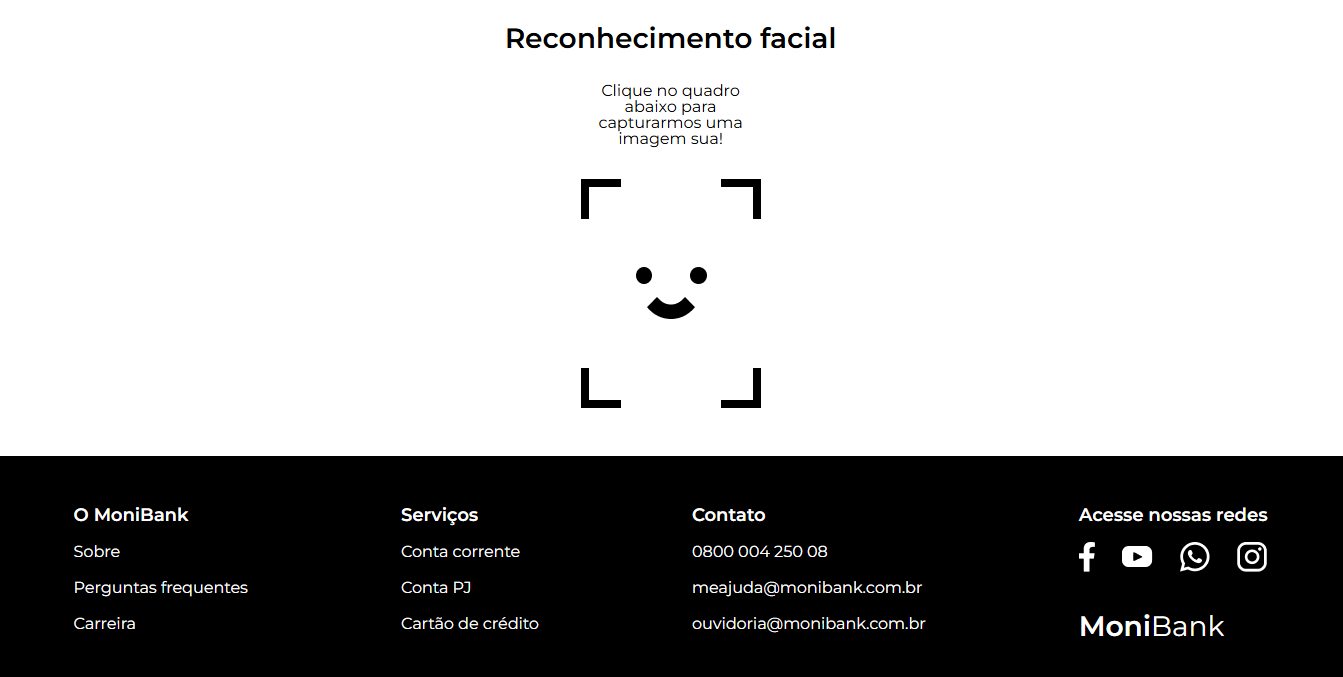 Reconhecimento facial
Clique no quadro
abaixo para
capturarmos uma
imagem sua!
O MoniBank
Sobre
Perguntas frequentes
Carreira
Serviços
Conta corrente
Conta PJ
Cartão de crédito
Contato
0800 004 250 08
meajuda@monibank.com.br
ouvidoria@monibank.com.br
Acesse nossas redes
MoniBank